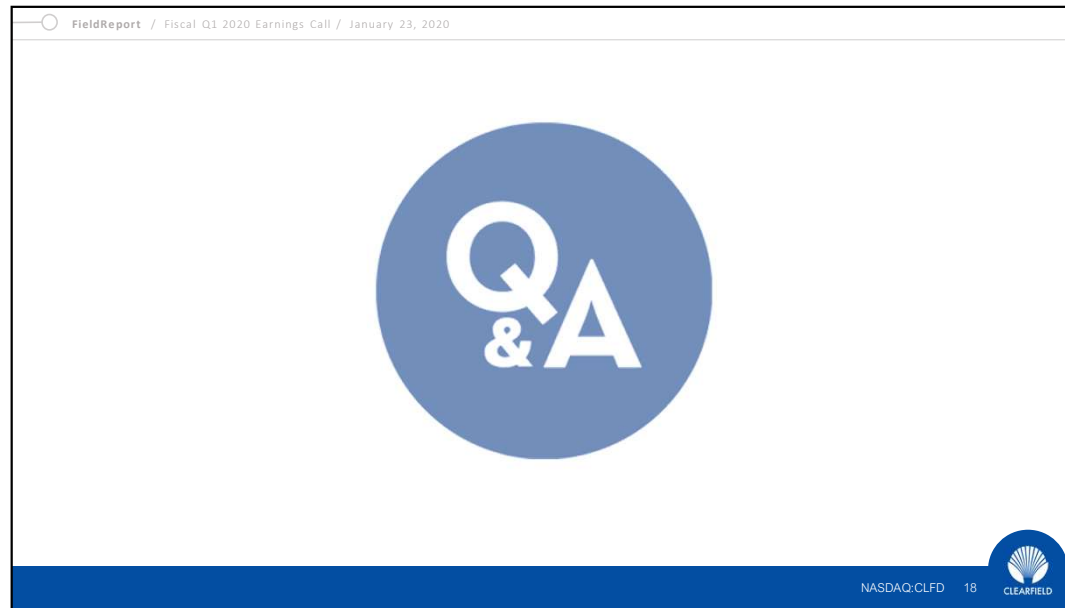 FieldReport / Fiscal Q1 2020 Earnings Call / January 23, 2020
Q
&A
NASDAQ:CLFD 18
CLEARFIELD